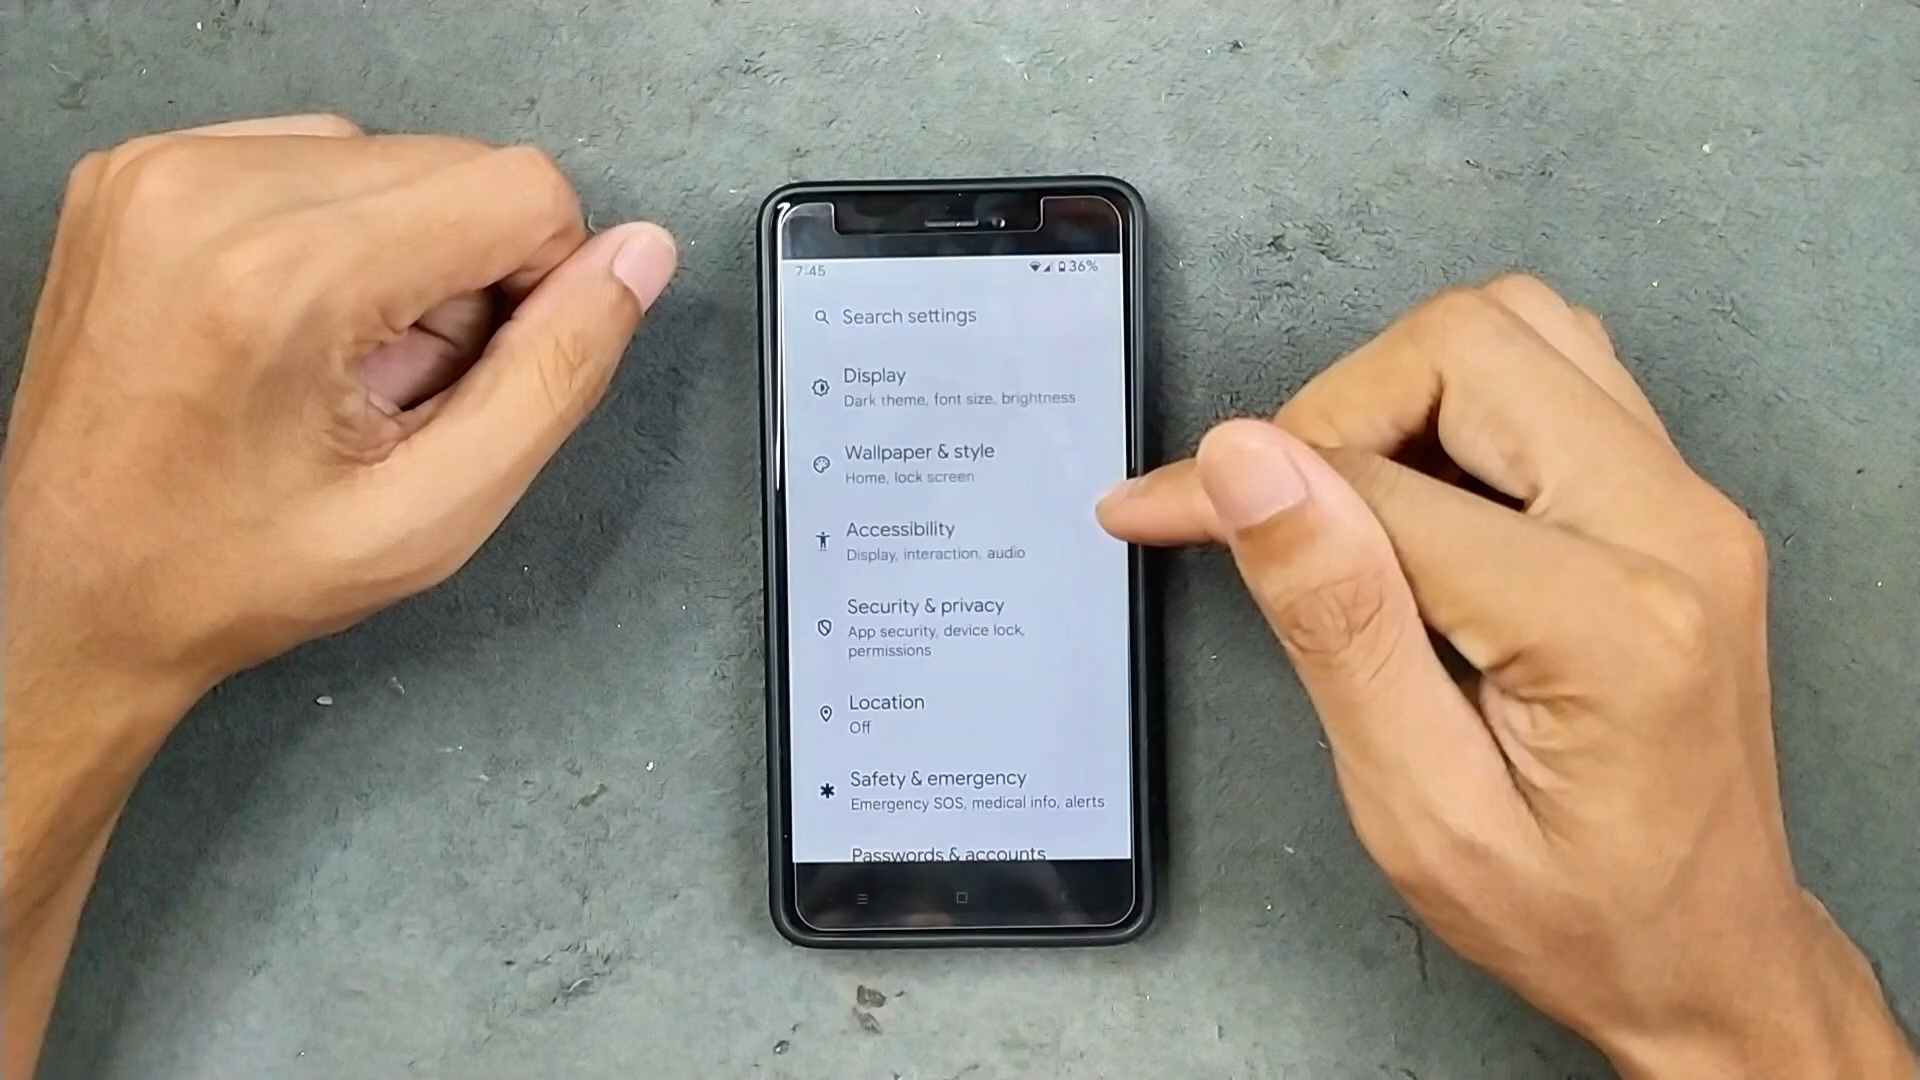 7:45
36%
Search settings
Display
Dark theme, font size, brightness
Wallpaper & style
Home, lock screen
Accessibility
Display, interaction, audio
Security & privacy
App security, device lock,
permissions
Location
Off
Safety & emergency
Emergency SOS, medical info, alerts
Passwords & accounts